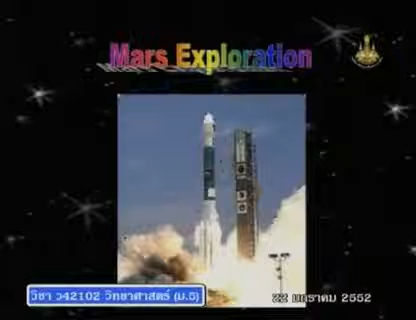 Mars Exploration
วิชา ว42102 วิทยาศาสตร์ (ม.5)
22 มกราคม 2552